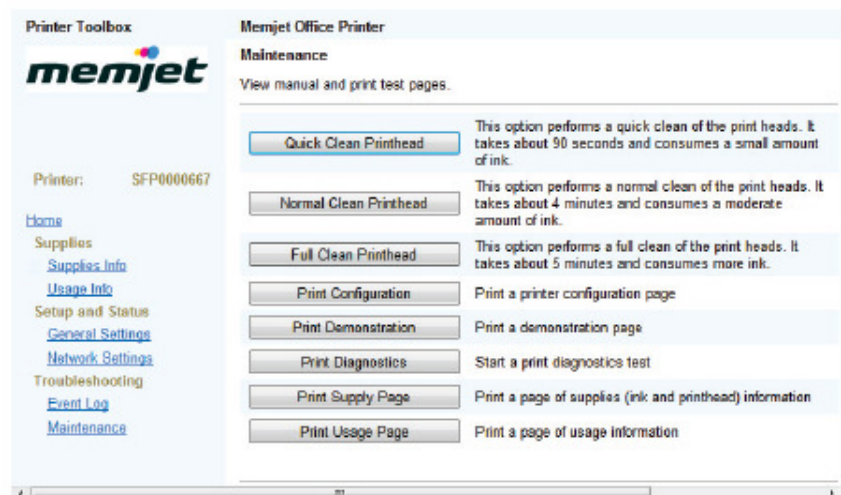 Printer Toolbox
memjet
Printer: SFP0000667
Home
Supplies
Supplies Info
Usage Info
Setup and Status
General Settings
Network Settings
Troubleshooting
Event Log
Maintenance
Memjet Office Printer
Maintenance
View manual and print test pages.
Quick Clean Printhead
This option performs a quick clean of the print heads. It
takes about 90 seconds and consumes a small amount
of ink.
Normal Clean Printhead
This option performs a normal clean of the print heads. It
takes about 4 minutes and consumes a moderate
amount of ink.
Full Clean Printhead
This option performs a full clean of the print heads. It
takes about 5 minutes and consumes more ink.
Print Configuration
Print a printer configuration page
Print Demonstration
Print a demonstration page
Print Diagnostics
Start a print diagnostics test
Print Supply Page
Print a page of supplies (ink and printhead) information
Print Usage Page
Print a page of usage information